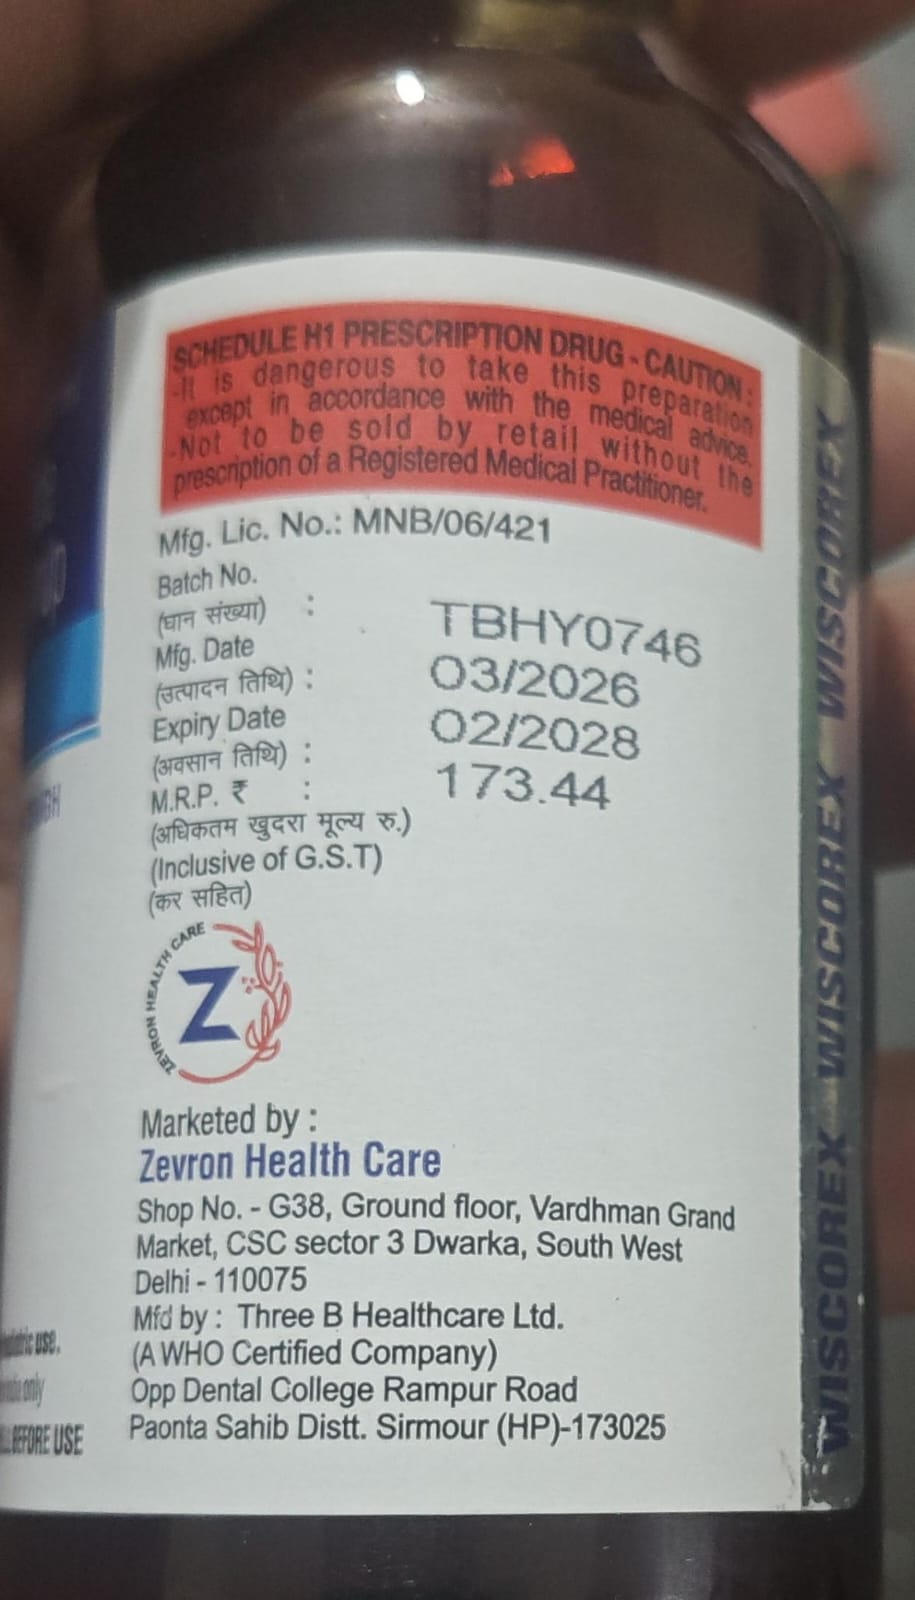 SCHEDULE H1 PRESCRIPTION DRUG - CAUTION :
-It is dangerous to take this preparation
except in accordance with the medical advice.
-Not to be sold by retail without the
prescription of a Registered Medical Practitioner.
Mfg. Lic. No.: MNB/06/421
Batch No.
(घान संख्या) : TBHY0746
Mfg. Date
(उत्पादन तिथि) : 03/2026
Expiry Date
(अवसान तिथि) : 02/2028
M.R.P. ₹ : 173.44
(अधिकतम खुदरा मूल्य रु.)
(Inclusive of G.S.T)
(कर सहित)
ZEVRON HEALTH CARE
Z
Marketed by :
Zevron Health Care
Shop No. - G38, Ground floor, Vardhman Grand
Market, CSC sector 3 Dwarka, South West
Delhi - 110075
Mfd by : Three B Healthcare Ltd.
(A WHO Certified Company)
Opp Dental College Rampur Road
Paonta Sahib Distt. Sirmour (HP)-173025
use.
only
BEFORE USE
WISCOREX WISCOREX WISCOREX WISCOREX